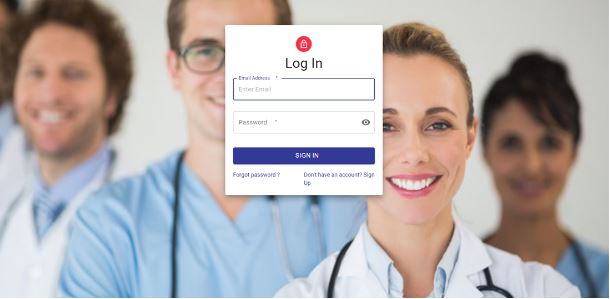 Log In
Email Address *
Enter Email
Password *
SIGN IN
Forgot password ?
Don't have an account? Sign
Up